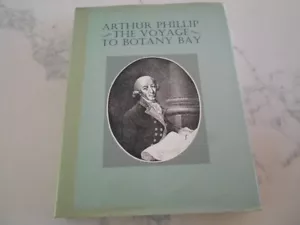 ARTHUR PHILLIP
THE VOYAGE
TO BOTANY BAY